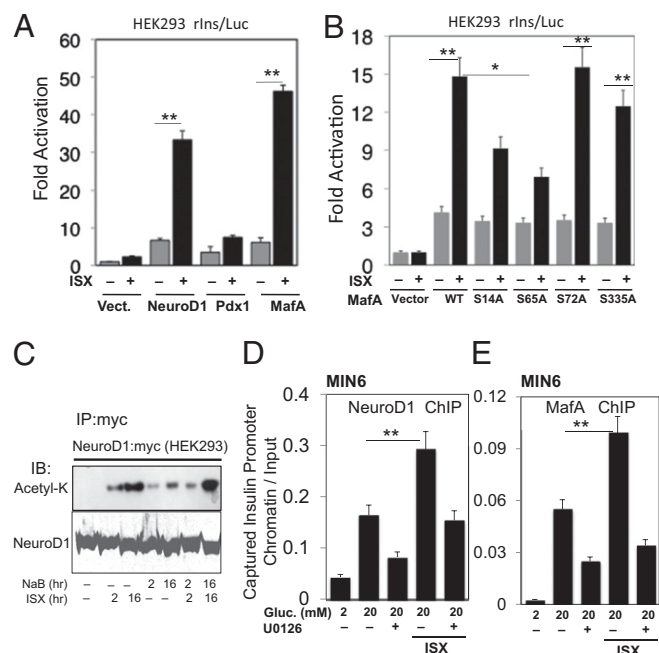 A
HEK293 rIns/Luc
Fold Activation
60
50
40
30
20
10
0
**
**
ISX – + – + – + – +
Vect. NeuroD1 Pdx1 MafA
B
HEK293 rIns/Luc
Fold Activation
18
15
12
9
6
3
0
**
*
**
**
ISX – + – + – + – + – + – +
MafA Vector WT S14A S65A S72A S335A
C
IP:myc
NeuroD1:myc (HEK293)
IB:
Acetyl-K
NeuroD1
NaB (hr) – – – 2 16 2 16
ISX (hr) – 2 16 – – 2 16
D
MIN6
NeuroD1 ChIP
Captured Insulin Promoter
Chromatin / Input
0.4
0.3
0.2
0.1
0
**
Gluc. (mM) 2 20 20 20 20
U0126 – – + – +
ISX
E
MIN6
MafA ChIP
0.12
0.09
0.06
0.03
0
**
2 20 20 20 20
– – + – +
ISX